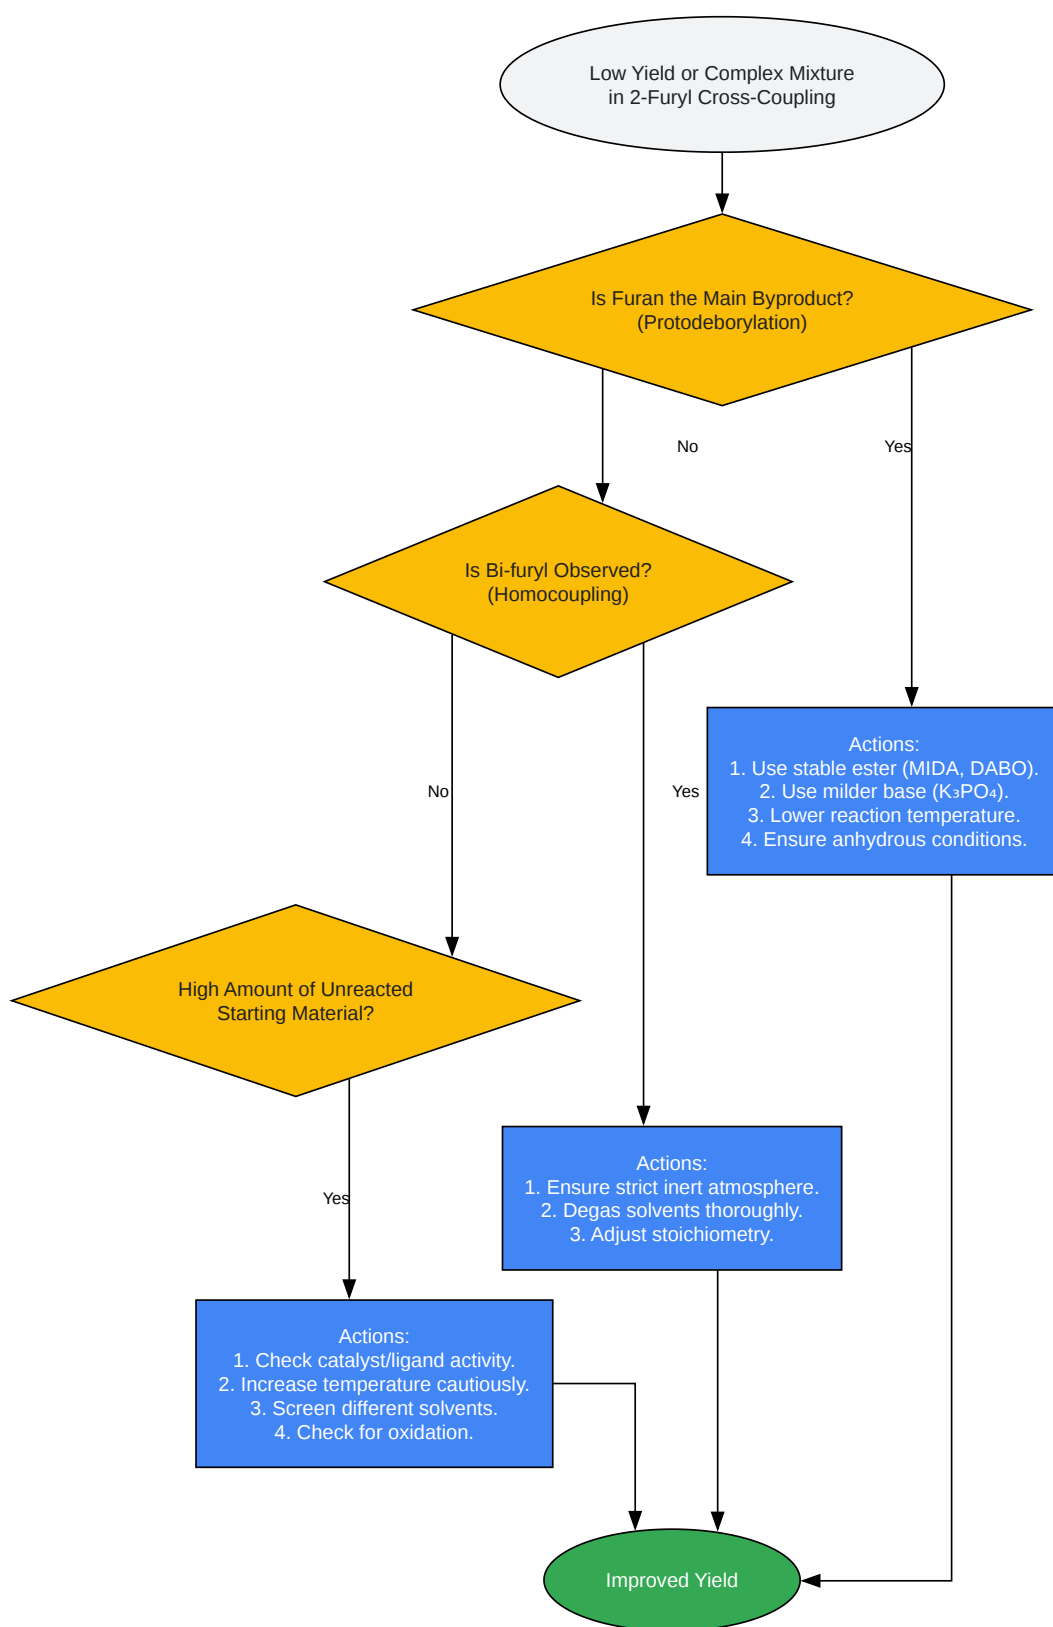 Low Yield or Complex Mixture
in 2-Furyl Cross-Coupling
Is Furan the Main Byproduct?
(Protodeborylation)
No
Yes
Is Bi-furyl Observed?
(Homocoupling)
No
Yes
Actions:
1. Use stable ester (MIDA, DABO).
2. Use milder base (K₃PO₄).
3. Lower reaction temperature.
4. Ensure anhydrous conditions.
High Amount of Unreacted
Starting Material?
Yes
Actions:
1. Ensure strict inert atmosphere.
2. Degas solvents thoroughly.
3. Adjust stoichiometry.
Actions:
1. Check catalyst/ligand activity.
2. Increase temperature cautiously.
3. Screen different solvents.
4. Check for oxidation.
Improved Yield